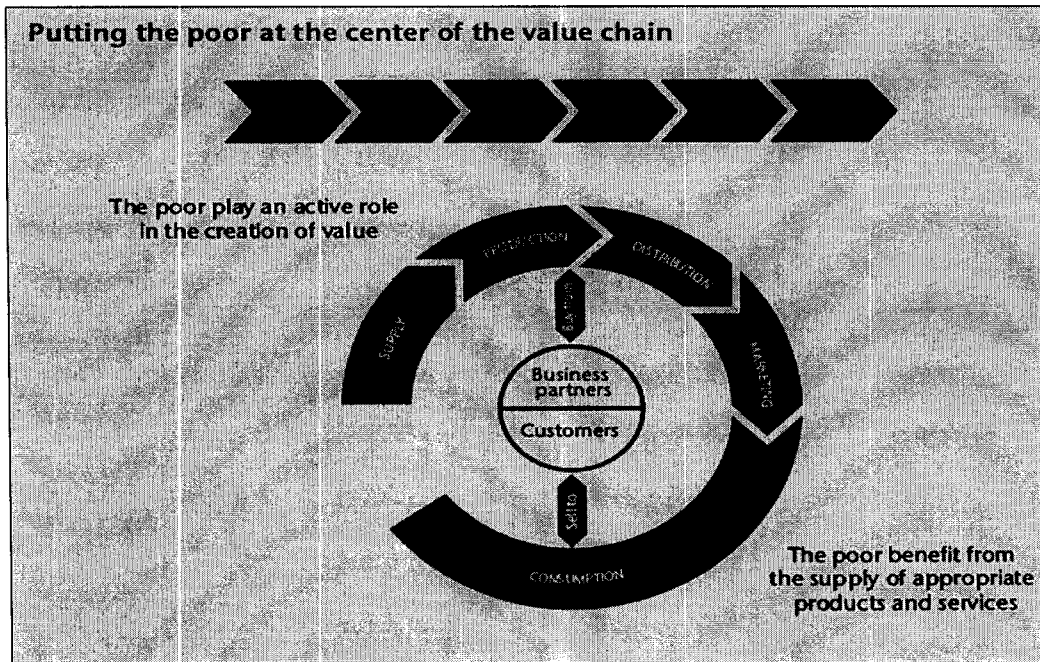 Putting the poor at the center of the value chain
The poor play an active role
in the creation of value
SUPPLY
PRODUCTION
DISTRIBUTION
MARKETING
CONSUMPTION
Business
partners
Customers
Sell to
The poor benefit from
the supply of appropriate
products and services